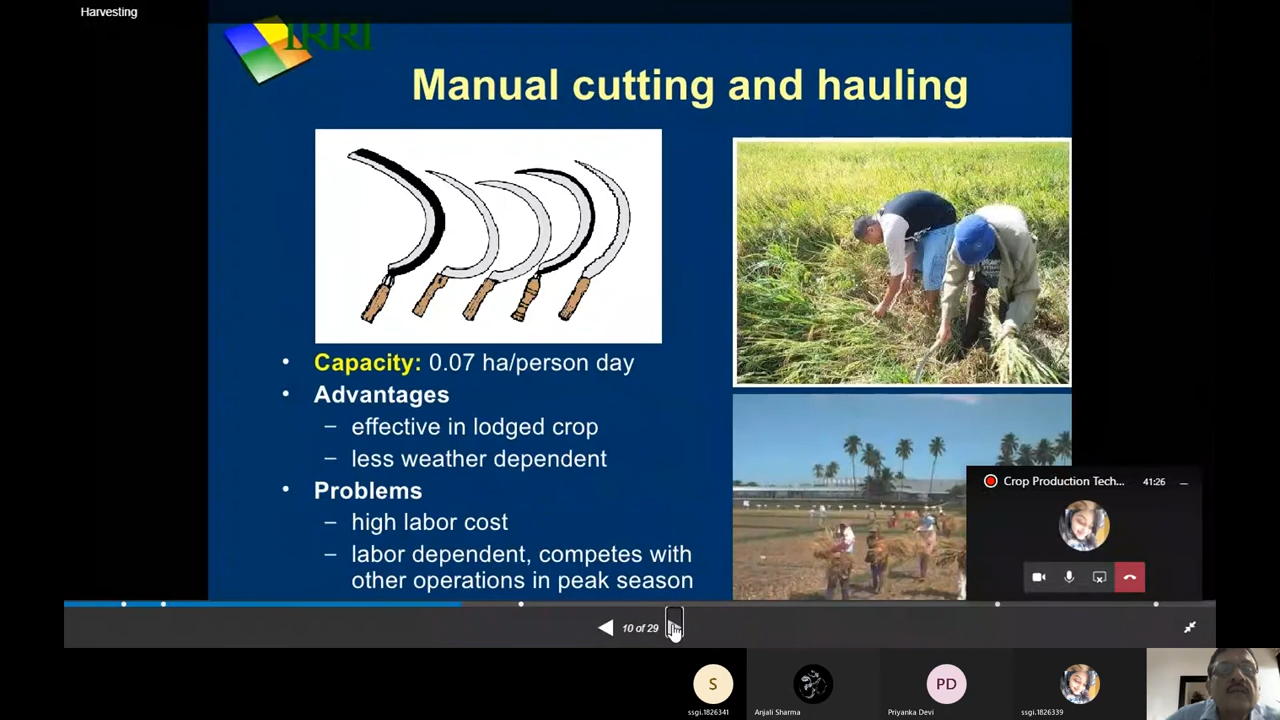 Harvesting
IRRI
Manual cutting and hauling
• Capacity: 0.07 ha/person day
• Advantages
– effective in lodged crop
– less weather dependent
• Problems
– high labor cost
– labor dependent, competes with
other operations in peak season
Crop Production Tech... 41:26
10 of 29
S
PD
ssgi.1826341
Anjali Sharma
Priyanka Devi
ssgi.1826339